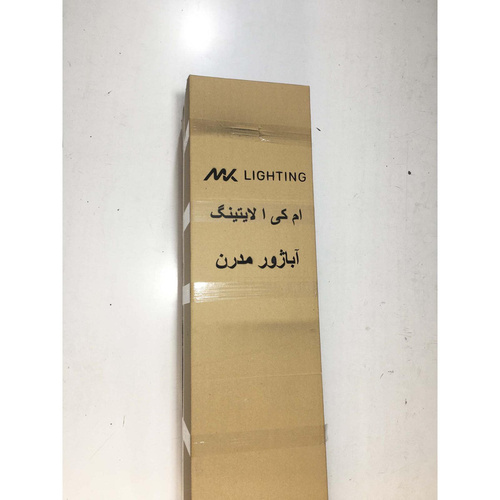 MK LIGHTING
ام کی ا لایتینگ
آباژور مدرن